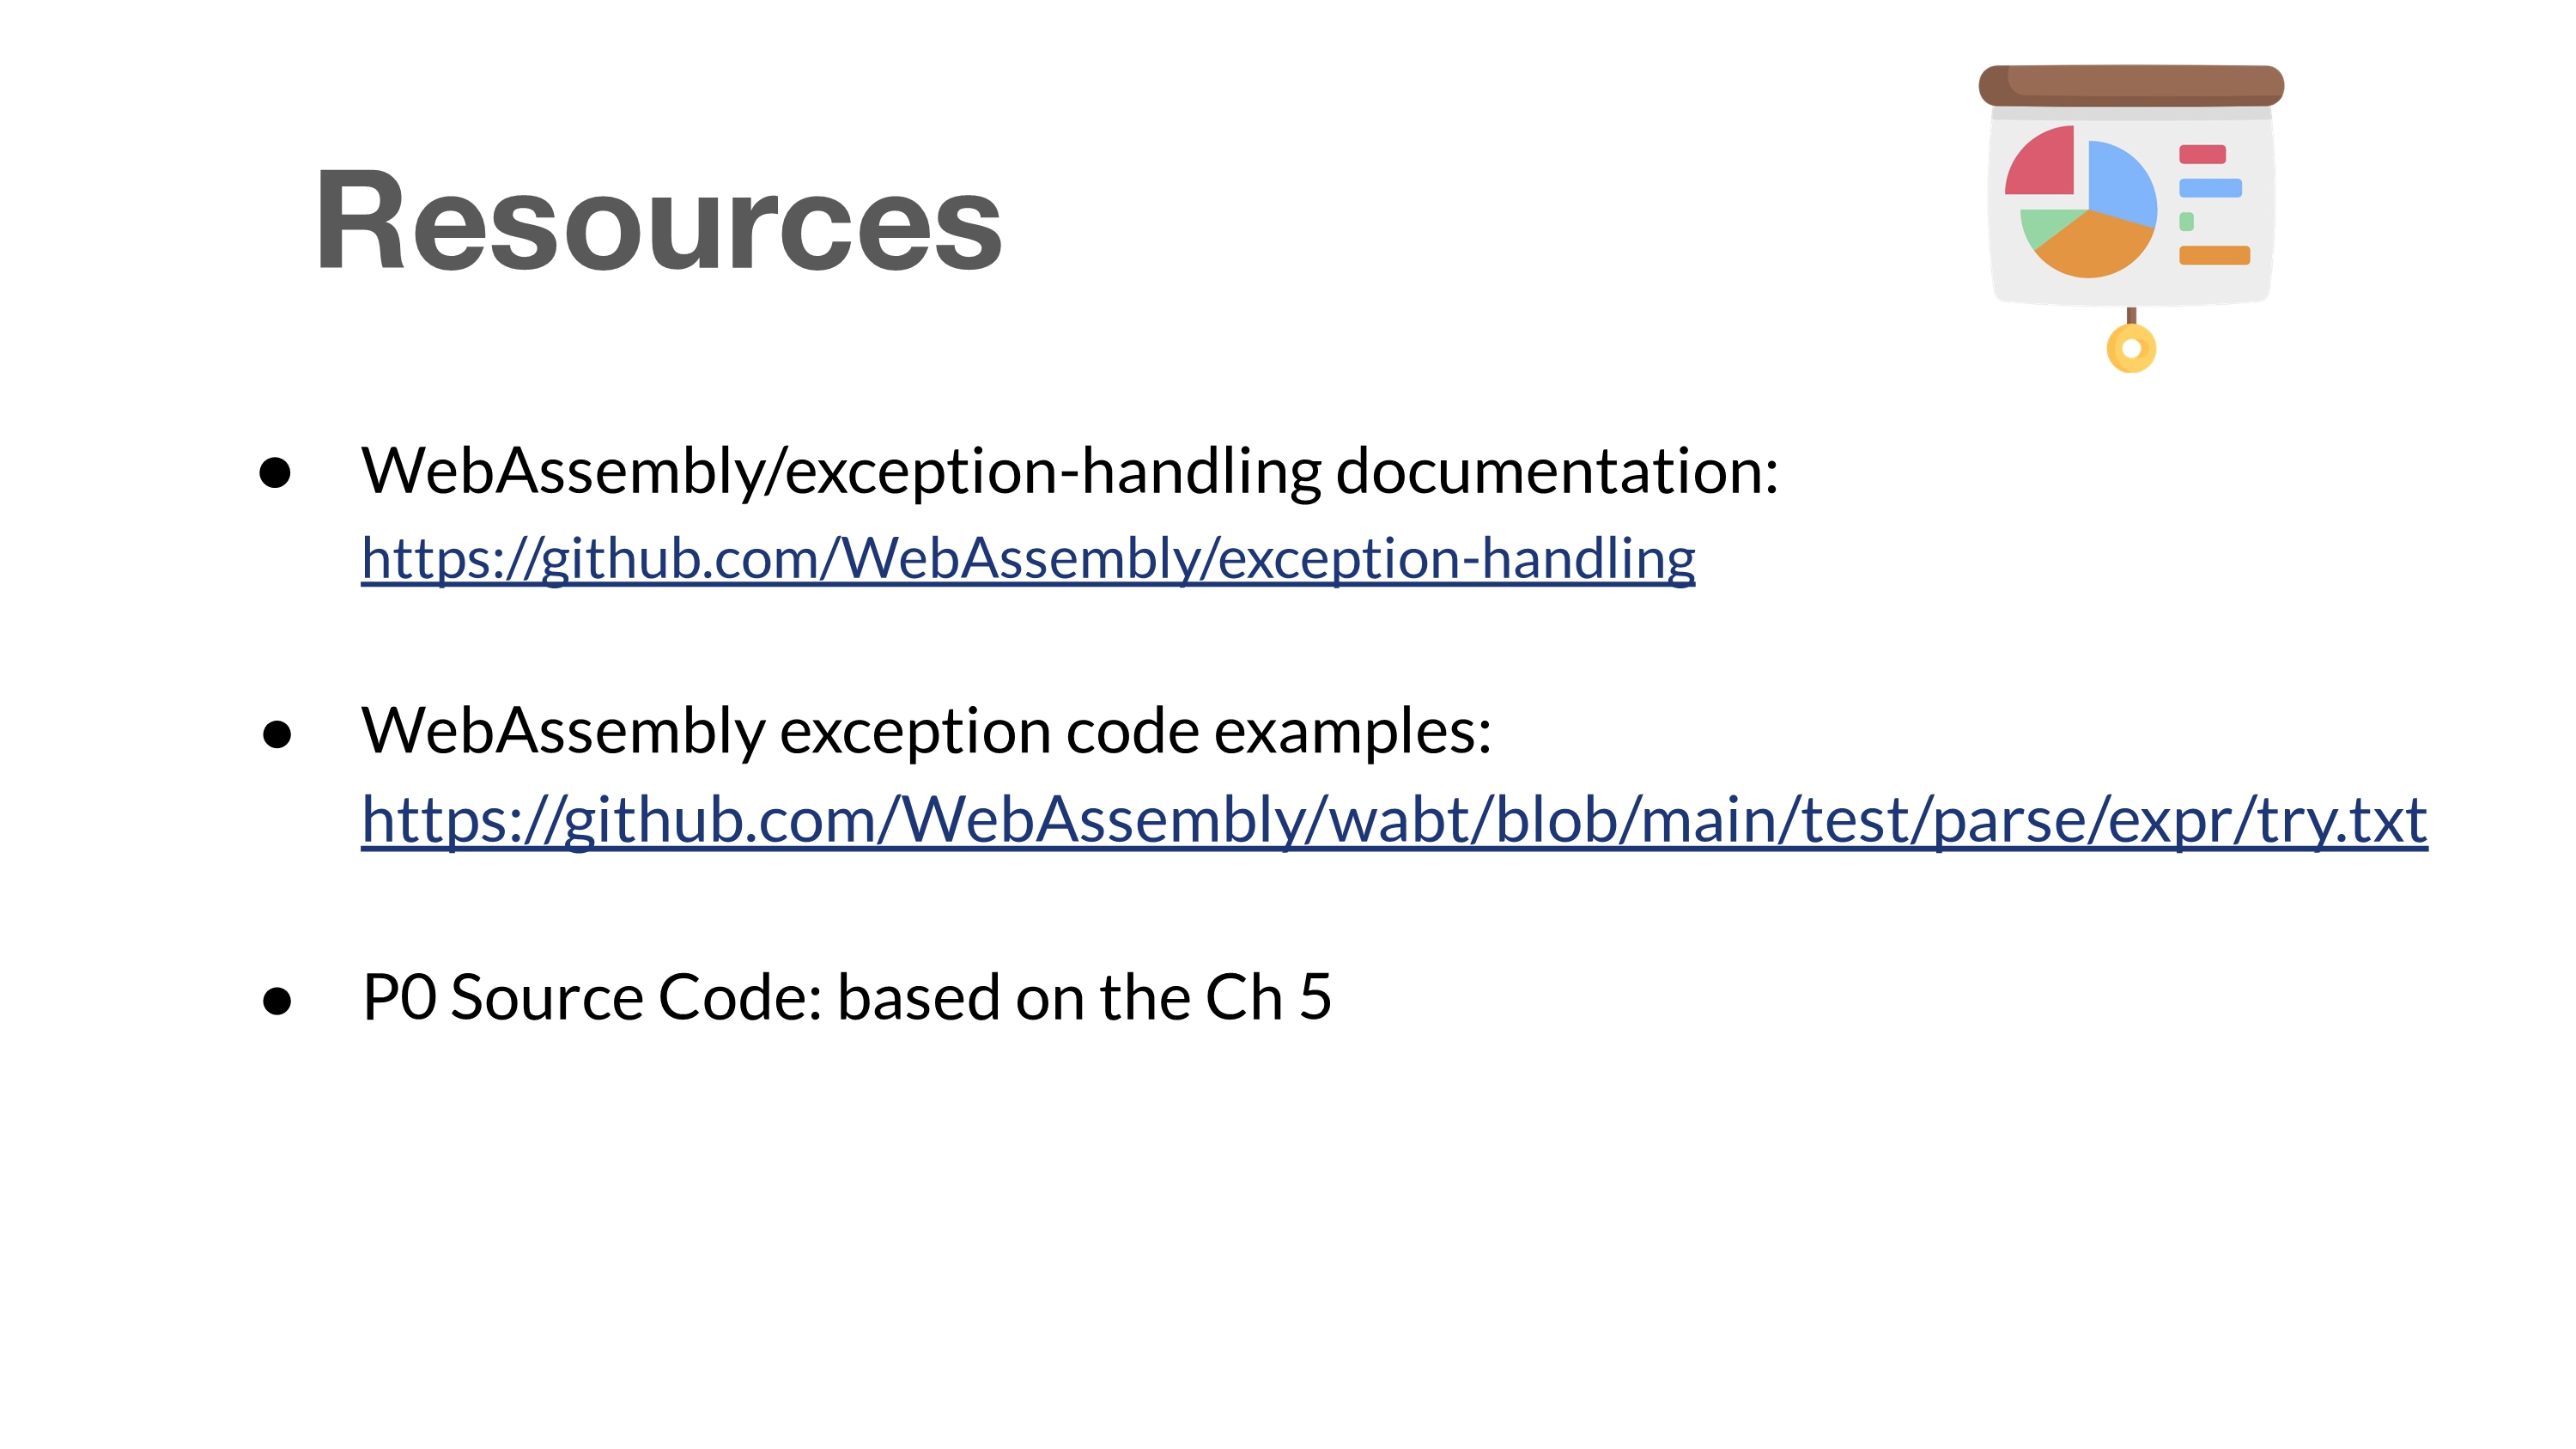 Resources
● WebAssembly/exception-handling documentation:
https://github.com/WebAssembly/exception-handling
● WebAssembly exception code examples:
https://github.com/WebAssembly/wabt/blob/main/test/parse/expr/try.txt
● P0 Source Code: based on the Ch 5